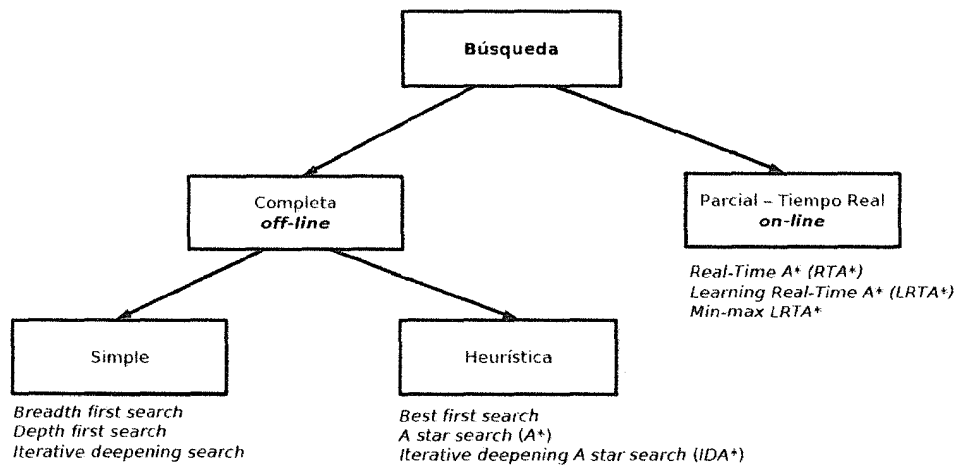 Búsqueda
Completa
off-line
Parcial – Tiempo Real
on-line
Real-Time A* (RTA*)
Learning Real-Time A* (LRTA*)
Min-max LRTA*
Simple
Heurística
Breadth first search
Depth first search
Iterative deepening search
Best first search
A star search (A*)
Iterative deepening A star search (IDA*)